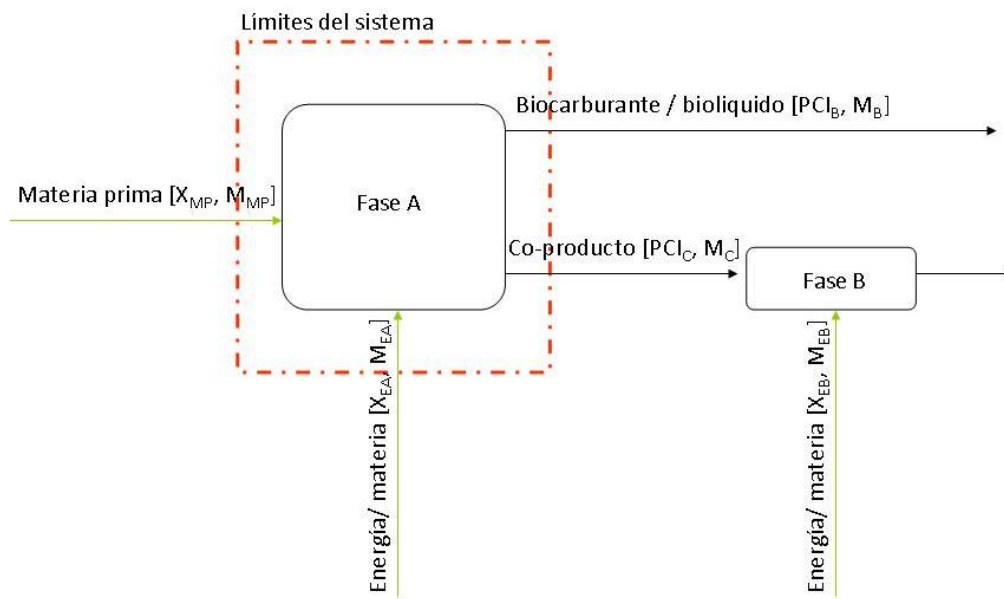 Límites del sistema
Biocarburante / bioliquido [PCI_B, M_B]
Materia prima [X_MP, M_MP]
Fase A
Co-producto [PCI_C, M_C]
Fase B
Energía/ materia [X_EA, M_EA]
Energía/ materia [X_EB, M_EB]